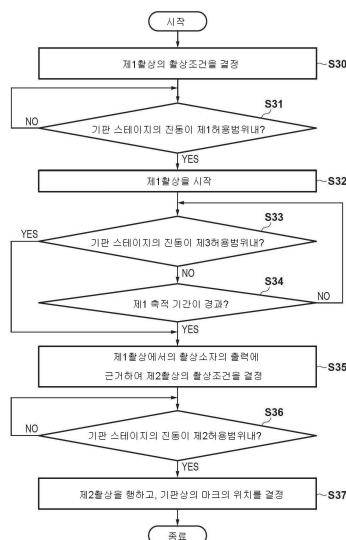 시작
제1촬상의 촬상조건을 결정
S30
S31
기판 스테이지의 진동이 제1허용범위내?
NO
YES
제1촬상을 시작
S32
S33
YES
기판 스테이지의 진동이 제3허용범위내?
NO
S34
제1 축적 기간이 경과?
NO
YES
제1촬상에서의 촬상소자의 출력에
근거하여 제2촬상의 촬상조건을 결정
S35
S36
기판 스테이지의 진동이 제2허용범위내?
NO
YES
제2촬상을 행하고, 기판상의 마크의 위치를 결정
S37
종료